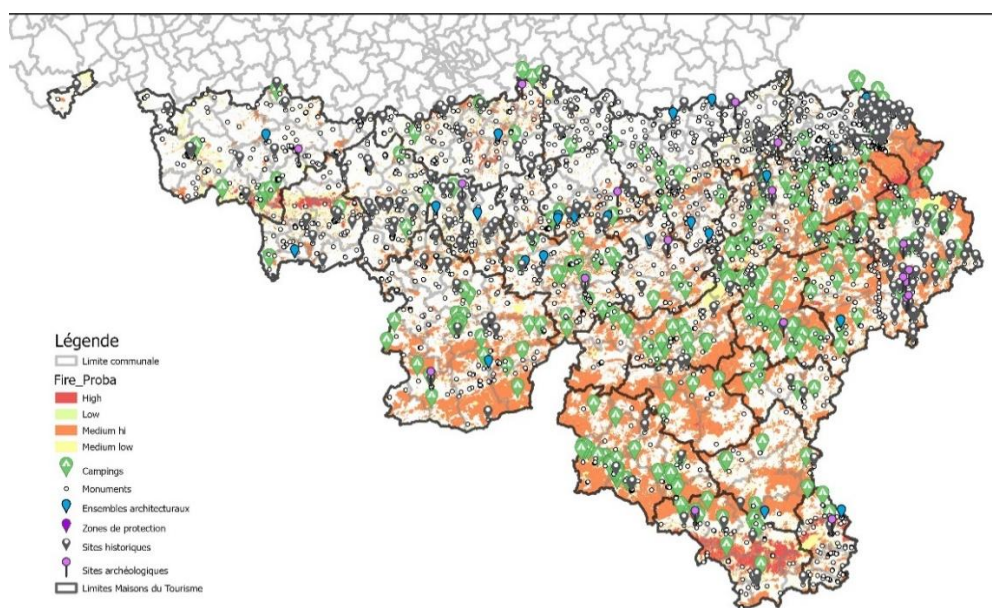 Légende
Limite communale
Fire_Proba
High
Low
Medium hi
Medium low
Campings
Monuments
Ensembles architecturaux
Zones de protection
Sites historiques
Sites archéologiques
Limites Maisons du Tourisme